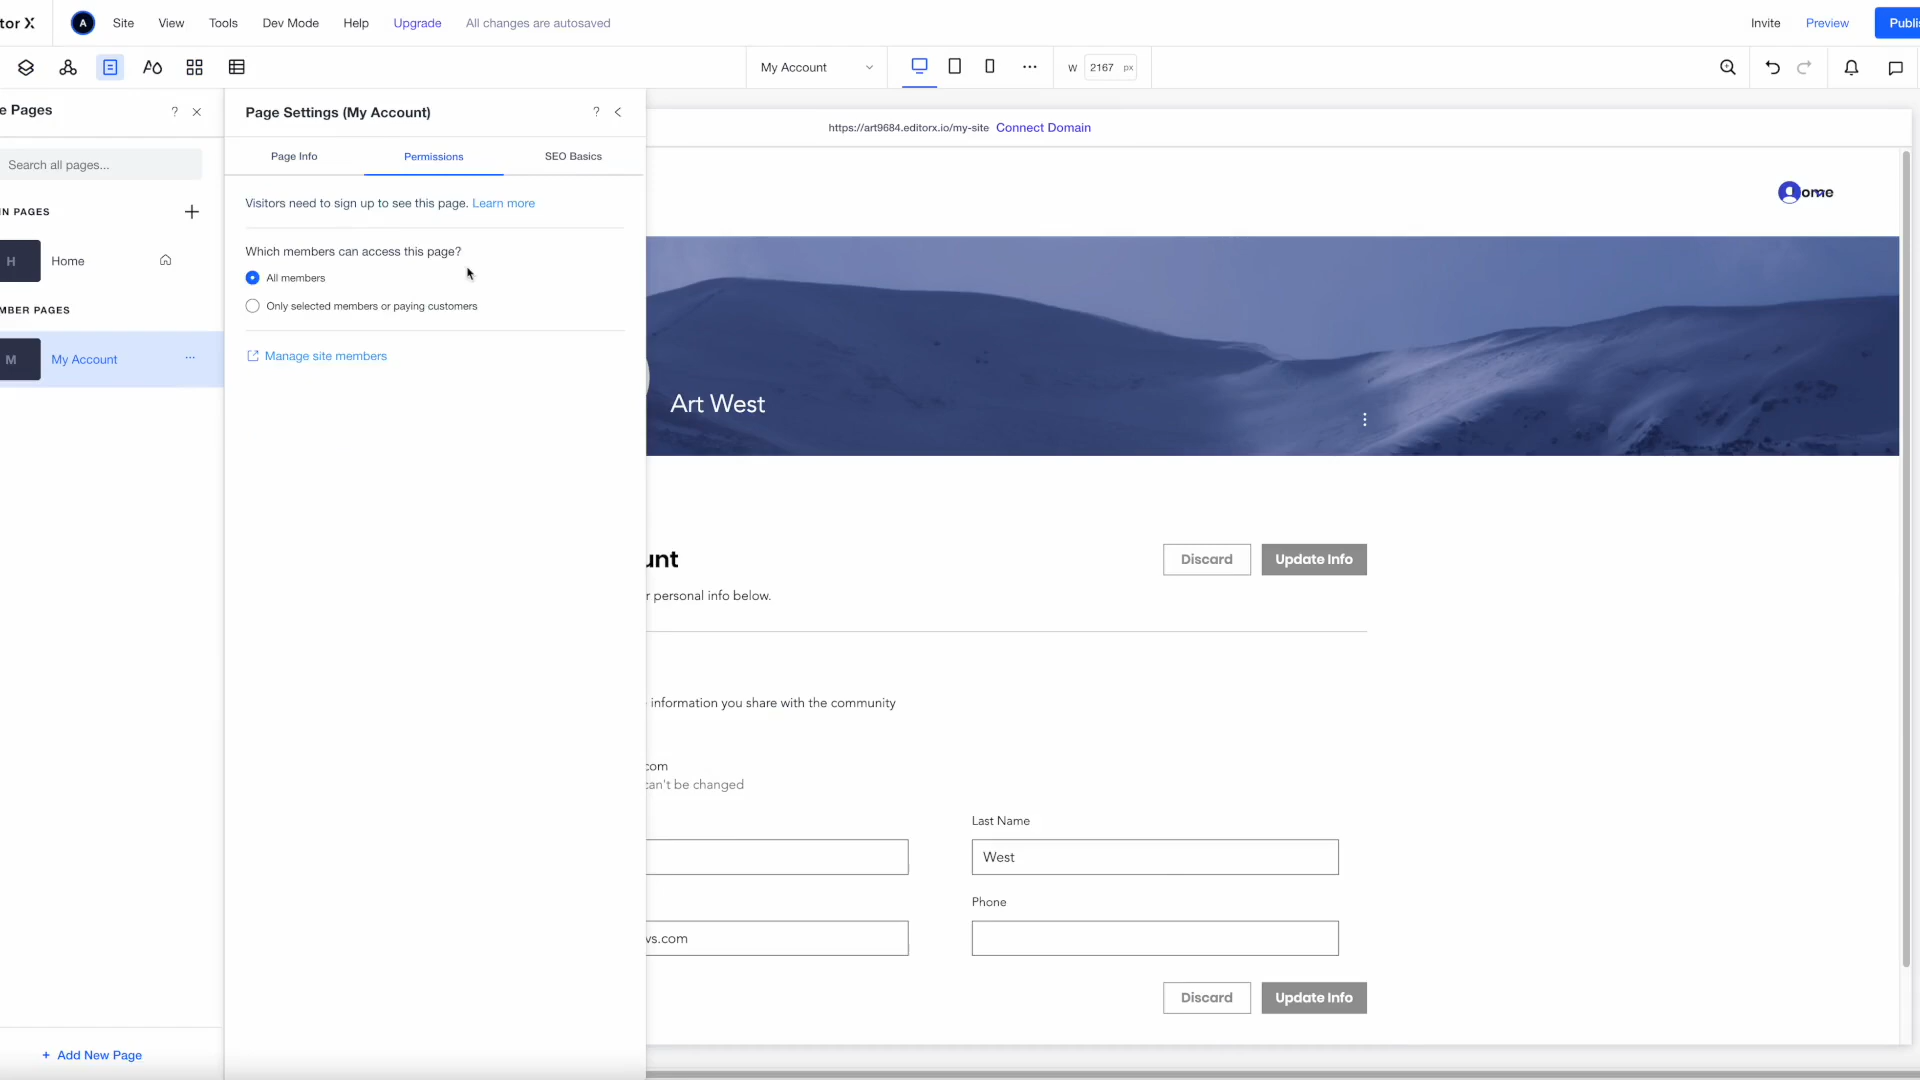 tor X
A
Site
View
Tools
Dev Mode
Help
Upgrade
All changes are autosaved
Invite
Preview
Publis
My Account
W
2167
px
e Pages
?
Search all pages...
IN PAGES
H
Home
MBER PAGES
M
My Account
+ Add New Page
Page Settings (My Account)
?
Page Info
Permissions
SEO Basics
Visitors need to sign up to see this page. Learn more
Which members can access this page?
All members
Only selected members or paying customers
Manage site members
https://art9684.editorx.io/my-site Connect Domain
ome
Art West
unt
Discard
Update Info
r personal info below.
information you share with the community
com
can't be changed
Last Name
West
Phone
ws.com
Discard
Update Info